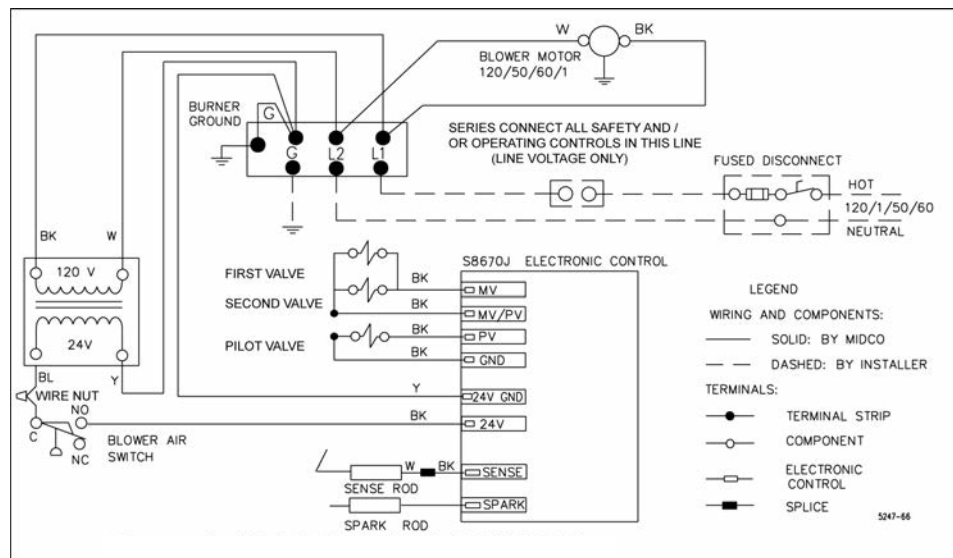 W
BK
BLOWER MOTOR
120/50/60/1
BURNER
GROUND
G
G
L2
L1
SERIES CONNECT ALL SAFETY AND /
OR OPERATING CONTROLS IN THIS LINE
(LINE VOLTAGE ONLY)
FUSED DISCONNECT
HOT
120/1/50/60
NEUTRAL
BK
W
120 V
24V
BL
Y
WIRE NUT
NO
C
NC
BLOWER AIR
SWITCH
FIRST VALVE
SECOND VALVE
PILOT VALVE
S8670J ELECTRONIC CONTROL
BK
MV
BK
MV/PV
BK
PV
BK
GND
Y
24V GND
BK
24V
W
BK
SENSE
SENSE ROD
SPARK
SPARK ROD
LEGEND
WIRING AND COMPONENTS:
SOLID: BY MIDCO
DASHED: BY INSTALLER
TERMINALS:
TERMINAL STRIP
COMPONENT
ELECTRONIC
CONTROL
SPLICE
5247-66